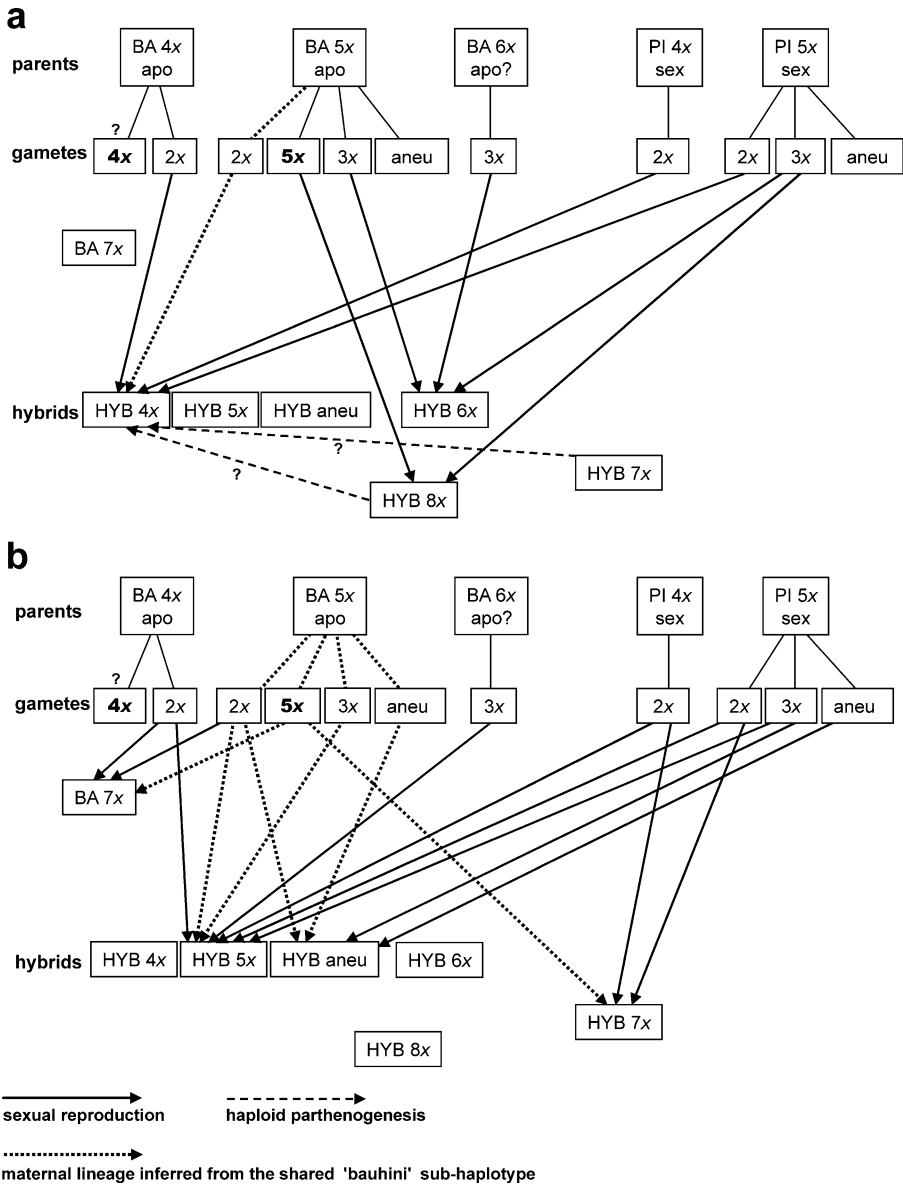 a
parents
BA 4x
apo
BA 5x
apo
BA 6x
apo?
PI 4x
sex
PI 5x
sex
?
gametes
4x
2x
2x
5x
3x
aneu
3x
2x
2x
3x
aneu
BA 7x
hybrids
HYB 4x
HYB 5x
HYB aneu
HYB 6x
?
?
HYB 7x
HYB 8x
b
parents
BA 4x
apo
BA 5x
apo
BA 6x
apo?
PI 4x
sex
PI 5x
sex
?
gametes
4x
2x
2x
5x
3x
aneu
3x
2x
2x
3x
aneu
BA 7x
hybrids
HYB 4x
HYB 5x
HYB aneu
HYB 6x
HYB 7x
HYB 8x
sexual reproduction
haploid parthenogenesis
maternal lineage inferred from the shared 'bauhini' sub-haplotype